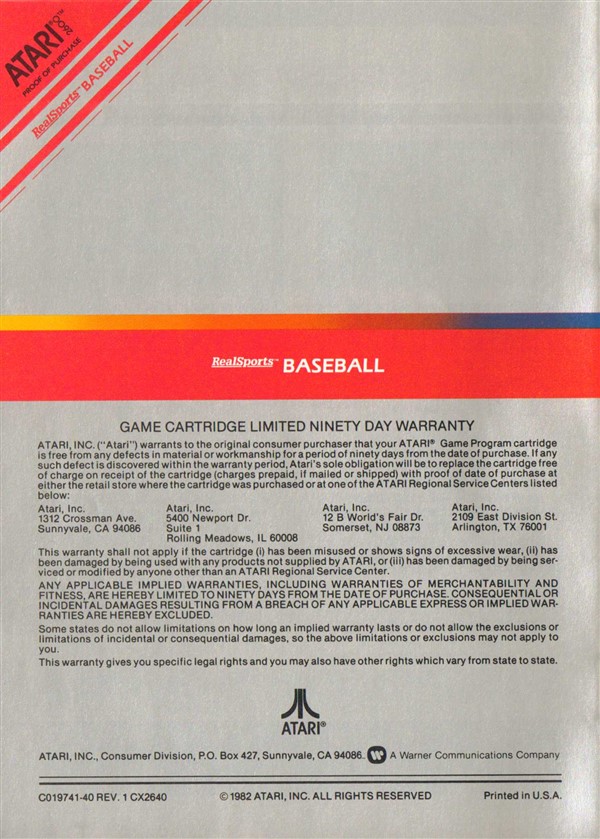 ATARI® 2600™
PROOF OF PURCHASE
RealSports™ BASEBALL
RealSports™ BASEBALL
GAME CARTRIDGE LIMITED NINETY DAY WARRANTY
ATARI, INC. ("Atari") warrants to the original consumer purchaser that your ATARI® Game Program cartridge
is free from any defects in material or workmanship for a period of ninety days from the date of purchase. If any
such defect is discovered within the warranty period, Atari's sole obligation will be to replace the cartridge free
of charge on receipt of the cartridge (charges prepaid, if mailed or shipped) with proof of date of purchase at
either the retail store where the cartridge was purchased or at one of the ATARI Regional Service Centers listed
below:
Atari, Inc. Atari, Inc. Atari, Inc. Atari, Inc.
1312 Crossman Ave. 5400 Newport Dr. 12 B World's Fair Dr. 2109 East Division St.
Sunnyvale, CA 94086 Suite 1 Somerset, NJ 08873 Arlington, TX 76001
Rolling Meadows, IL 60008
This warranty shall not apply if the cartridge (i) has been misused or shows signs of excessive wear, (ii) has
been damaged by being used with any products not supplied by ATARI, or (iii) has been damaged by being ser-
viced or modified by anyone other than an ATARI Regional Service Center.
ANY APPLICABLE IMPLIED WARRANTIES, INCLUDING WARRANTIES OF MERCHANTABILITY AND
FITNESS, ARE HEREBY LIMITED TO NINETY DAYS FROM THE DATE OF PURCHASE. CONSEQUENTIAL OR
INCIDENTAL DAMAGES RESULTING FROM A BREACH OF ANY APPLICABLE EXPRESS OR IMPLIED WAR-
RANTIES ARE HEREBY EXCLUDED.
Some states do not allow limitations on how long an implied warranty lasts or do not allow the exclusions or
limitations of incidental or consequential damages, so the above limitations or exclusions may not apply to
you.
This warranty gives you specific legal rights and you may also have other rights which vary from state to state.
ATARI®
ATARI, INC., Consumer Division, P.O. Box 427, Sunnyvale, CA 94086. A Warner Communications Company
C019741-40 REV. 1 CX2640 ©1982 ATARI, INC. ALL RIGHTS RESERVED Printed in U.S.A.